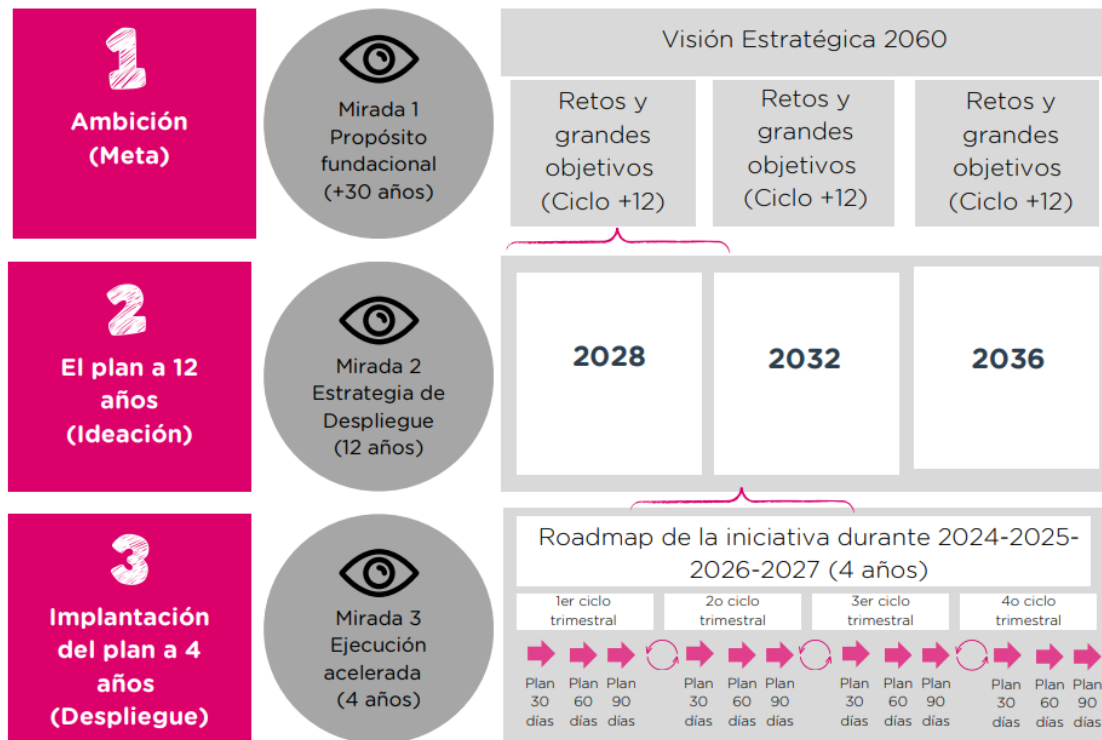 1
Ambición
(Meta)
Mirada 1
Propósito
fundacional
(+30 años)
Visión Estratégica 2060
Retos y
grandes
objetivos
(Ciclo +12)
Retos y
grandes
objetivos
(Ciclo +12)
Retos y
grandes
objetivos
(Ciclo +12)
2
El plan a 12
años
(Ideación)
Mirada 2
Estrategia de
Despliegue
(12 años)
2028
2032
2036
3
Implantación
del plan a 4
años
(Despliegue)
Mirada 3
Ejecución
acelerada
(4 años)
Roadmap de la iniciativa durante 2024-2025-
2026-2027 (4 años)
1er ciclo
trimestral
2o ciclo
trimestral
3er ciclo
trimestral
4o ciclo
trimestral
Plan
30
días
Plan
60
días
Plan
90
días
Plan
30
días
Plan
60
días
Plan
90
días
Plan
30
días
Plan
60
días
Plan
90
días
Plan
30
días
Plan
60
días
Plan
90
días